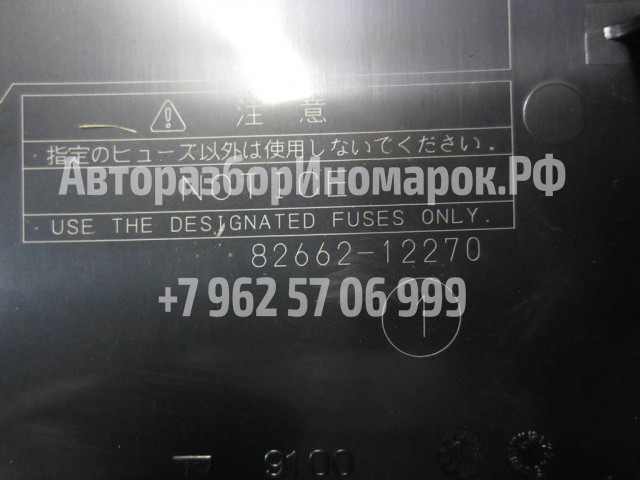 注意
指定のヒューズ以外は使用しないでください.
АвторазборИномарок.РФ
NOTICE
USE THE DESIGNATED FUSES ONLY.
82662-12270
+7 962 57 06 999
1
9100